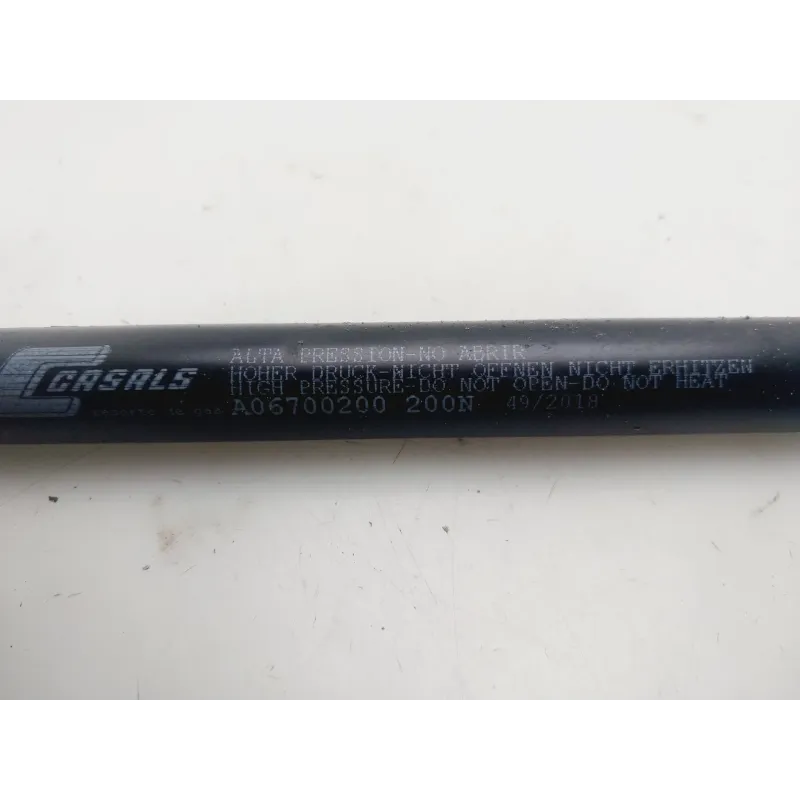 CASALS
ALTA PRESSION-NO ABRIR
HOHER DRUCK-NICHT OFFNEN NICHT ERHITZEN
HIGH PRESSURE-DO NOT OPEN-DO NOT HEAT
A06700200 200N 49/2018